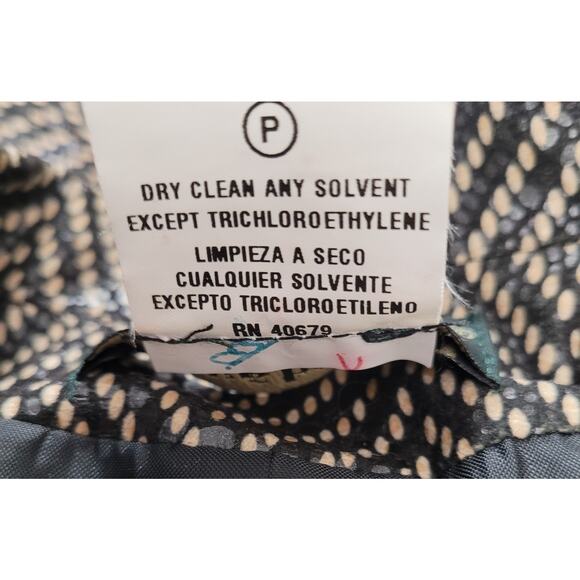 P
DRY CLEAN ANY SOLVENT
EXCEPT TRICHLOROETHYLENE
LIMPIEZA A SECO
CUALQUIER SOLVENTE
EXCEPTO TRICLOROETILENO
RN 40679